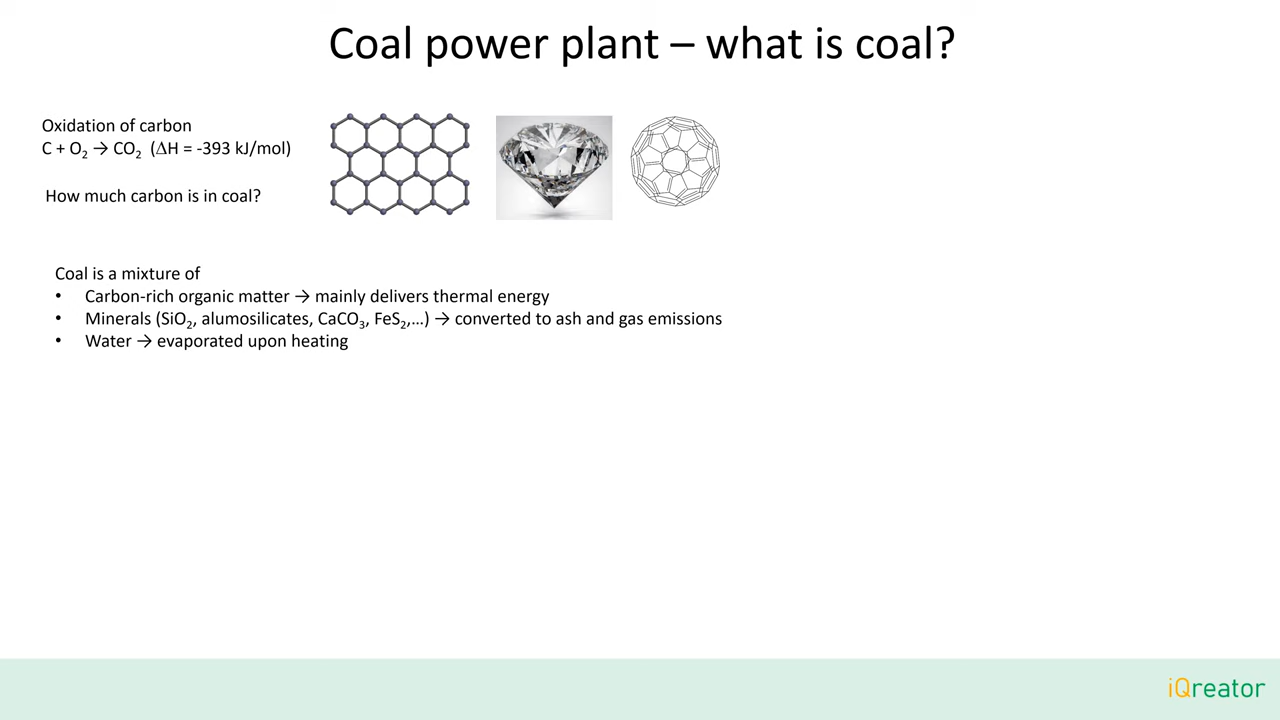 Coal power plant – what is coal?
Oxidation of carbon
C + O₂ → CO₂ (ΔH = -393 kJ/mol)
How much carbon is in coal?
Coal is a mixture of
• Carbon-rich organic matter → mainly delivers thermal energy
• Minerals (SiO₂, alumosilicates, CaCO₃, FeS₂,…) → converted to ash and gas emissions
• Water → evaporated upon heating
iQreator